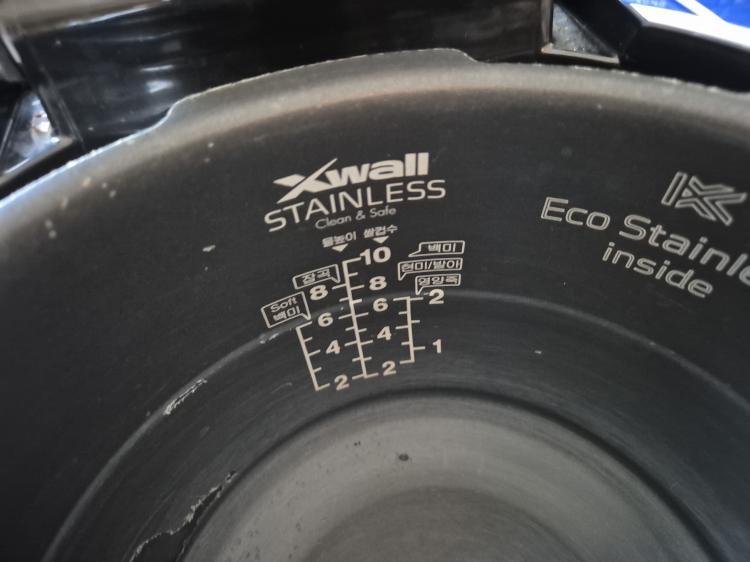 Xwall
STAINLESS
Clean & Safe
물높이 쌀컵수
10 백미
잡곡 8 8 현미/발아
영양죽
Soft 백미 6 6 2
4 4 1
2 2
Eco Stainle
inside